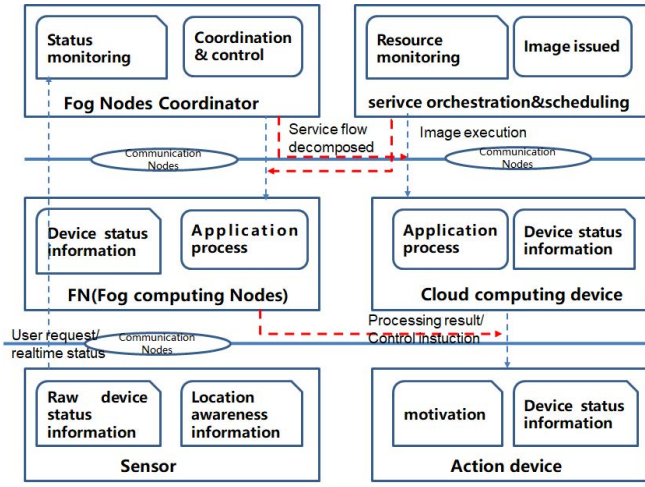 Status
monitoring
Coordination
& control
Fog Nodes Coordinator
Resource
monitoring
Image issued
serivce orchestration&scheduling
Service flow
decomposed
Image execution
Communication
Nodes
Communication
Nodes
Device status
information
Application
process
FN(Fog computing Nodes)
Application
process
Device status
information
Cloud computing device
User request/
realtime status
Communication
Nodes
Processing result/
Control Instuction
Raw device
status
information
Location
awareness
information
Sensor
motivation
Device status
information
Action device